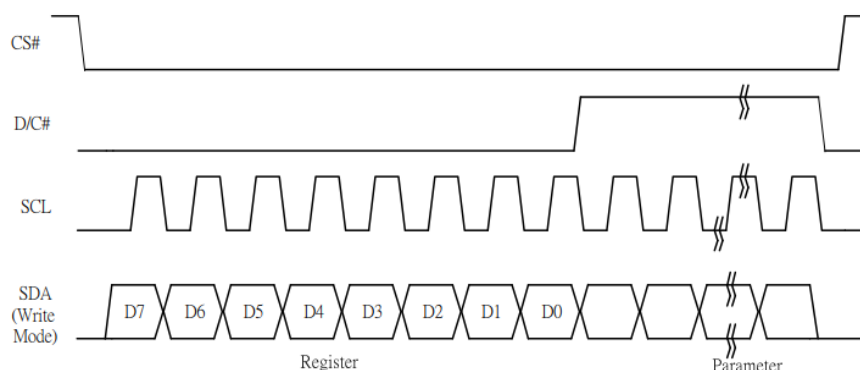 CS#
D/C#
SCL
SDA
(Write
Mode)
D7 D6 D5 D4 D3 D2 D1 D0
Register Parameter